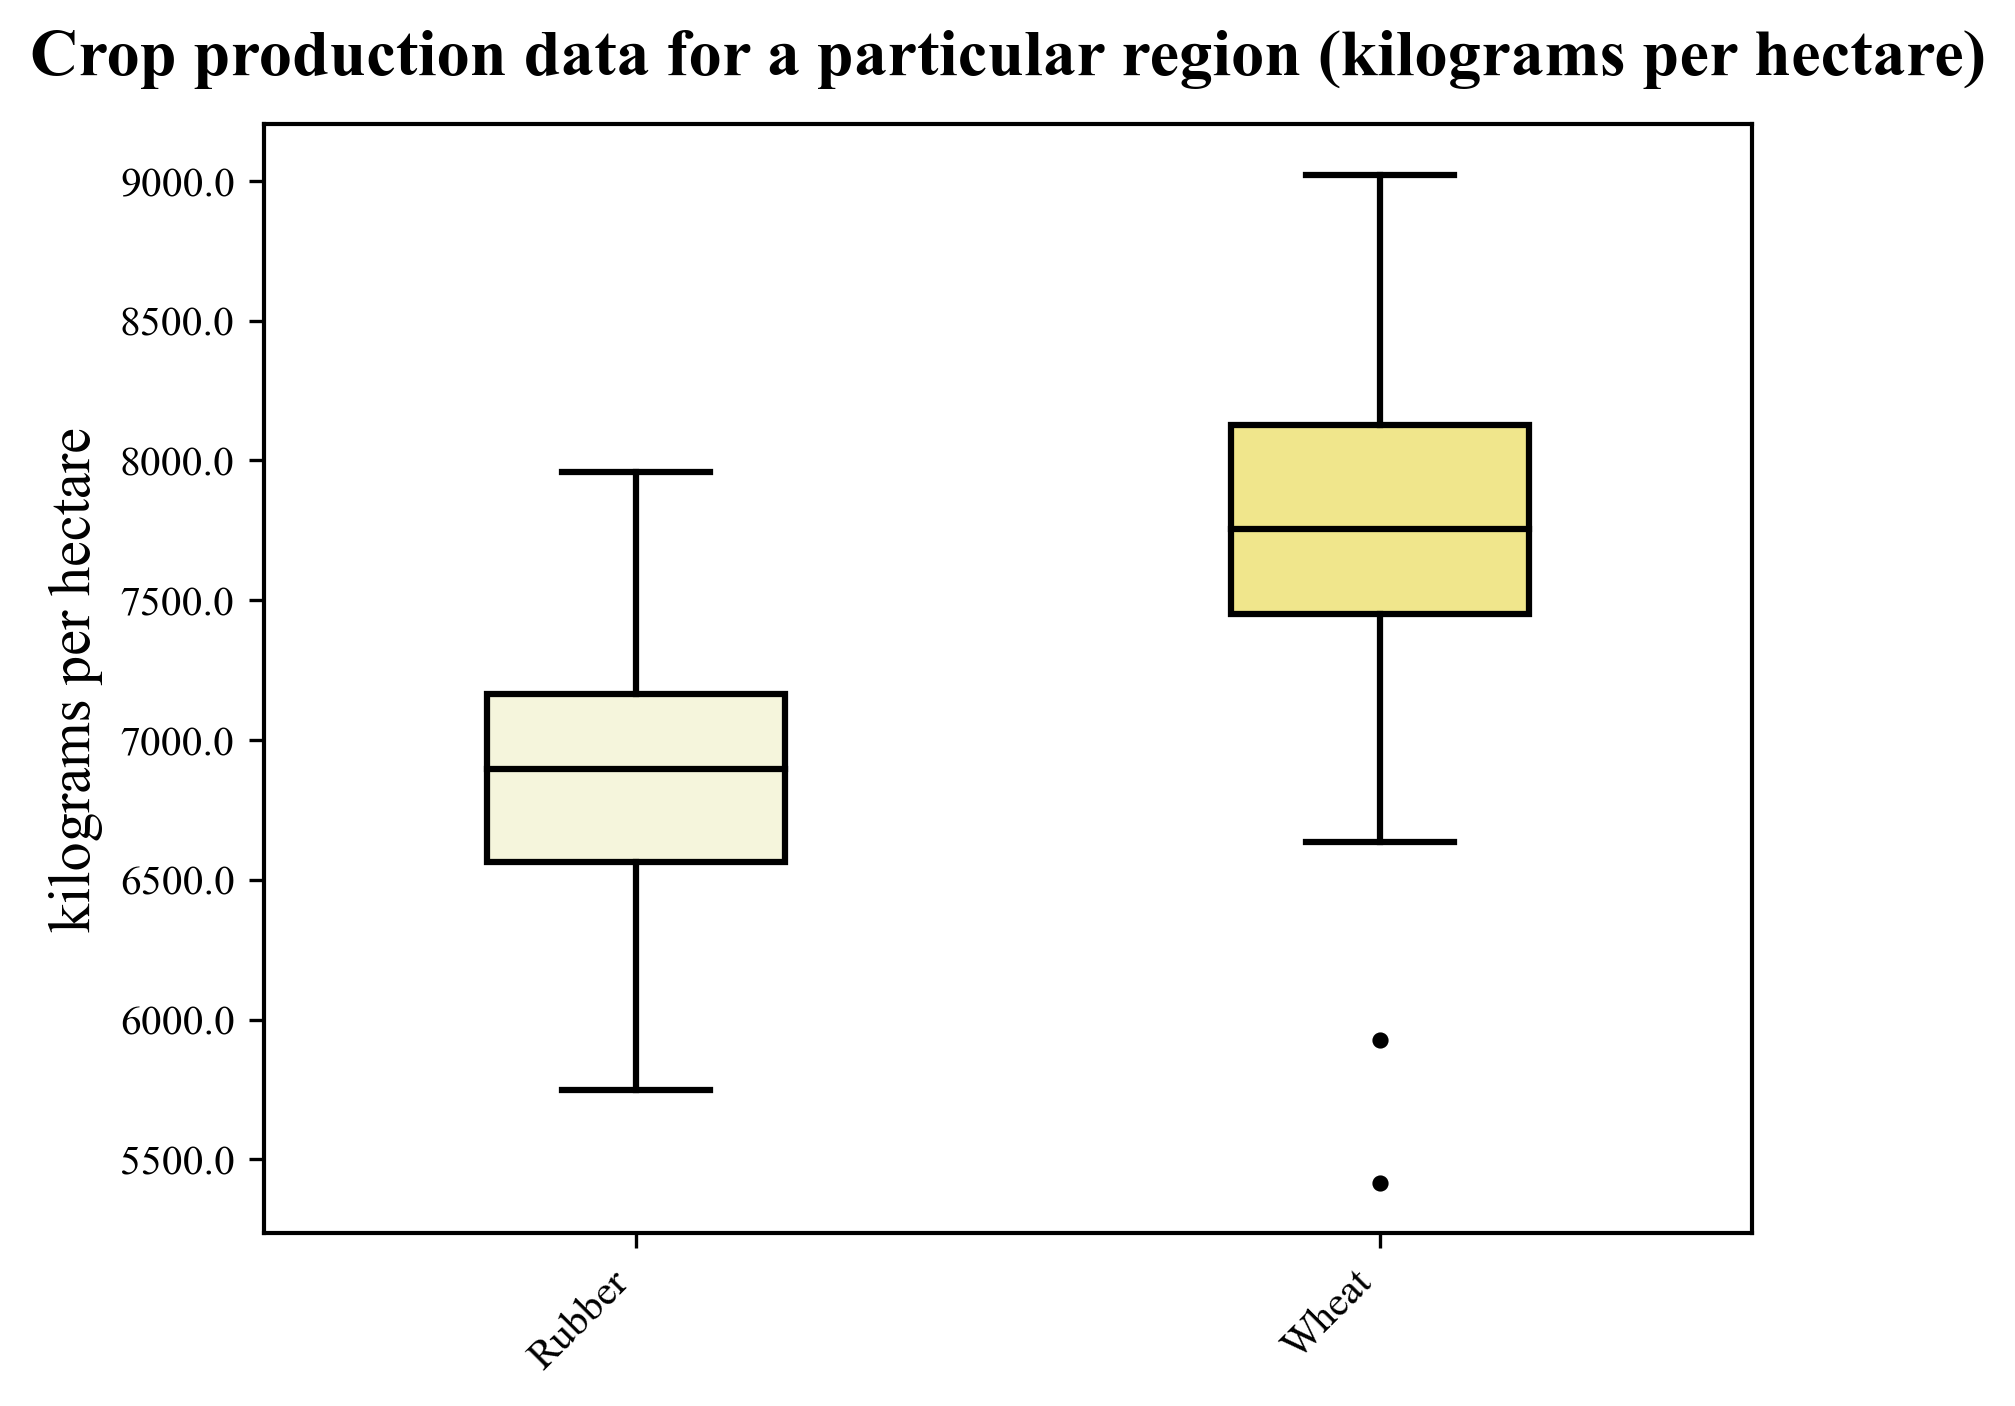 Crop production data for a particular region (kilograms per hectare)
kilograms per hectare
9000.0
8500.0
8000.0
7500.0
7000.0
6500.0
6000.0
5500.0
Rubber
Wheat